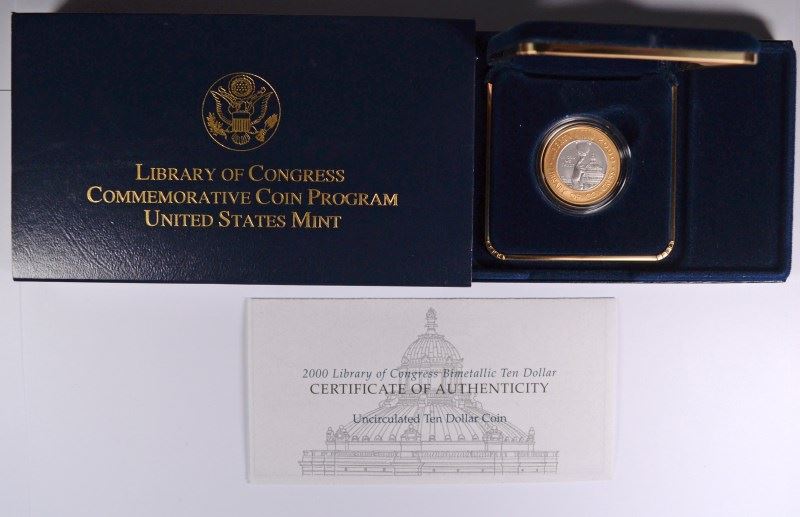 LIBRARY OF CONGRESS
COMMEMORATIVE COIN PROGRAM
UNITED STATES MINT
2000 Library of Congress Bimetallic Ten Dollar
CERTIFICATE OF AUTHENTICITY
Uncirculated Ten Dollar Coin